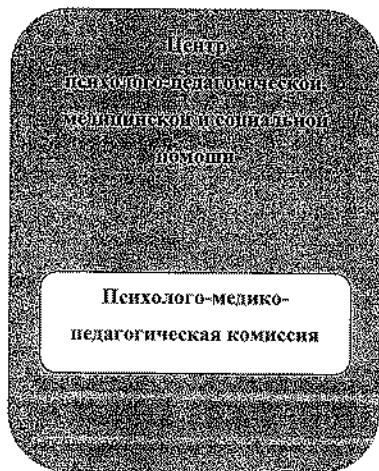 Центр
психолого-педагогической,
медицинской и социальной
помощи
Психолого-медико-
педагогическая комиссия